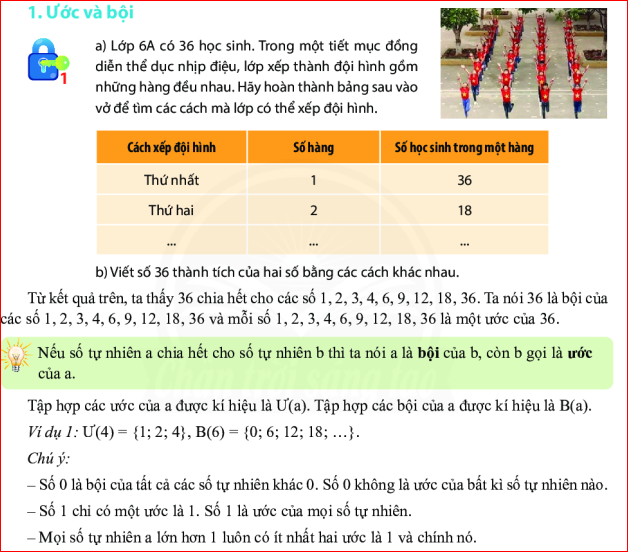 1. Ước và bội
1
a) Lớp 6A có 36 học sinh. Trong một tiết mục đồng
diễn thể dục nhịp điệu, lớp xếp thành đội hình gồm
những hàng đều nhau. Hãy hoàn thành bảng sau vào
vở để tìm các cách mà lớp có thể xếp đội hình.
Cách xếp đội hình Số hàng Số học sinh trong một hàng
Thứ nhất 1 36
Thứ hai 2 18
... ... ...
b) Viết số 36 thành tích của hai số bằng các cách khác nhau.
Từ kết quả trên, ta thấy 36 chia hết cho các số 1, 2, 3, 4, 6, 9, 12, 18, 36. Ta nói 36 là bội của
các số 1, 2, 3, 4, 6, 9, 12, 18, 36 và mỗi số 1, 2, 3, 4, 6, 9, 12, 18, 36 là một ước của 36.
Nếu số tự nhiên a chia hết cho số tự nhiên b thì ta nói a là bội của b, còn b gọi là ước
của a.
Tập hợp các ước của a được kí hiệu là Ư(a). Tập hợp các bội của a được kí hiệu là B(a).
Ví dụ 1: Ư(4) = {1; 2; 4}, B(6) = {0; 6; 12; 18; …}.
Chú ý:
– Số 0 là bội của tất cả các số tự nhiên khác 0. Số 0 không là ước của bất kì số tự nhiên nào.
– Số 1 chỉ có một ước là 1. Số 1 là ước của mọi số tự nhiên.
– Mọi số tự nhiên a lớn hơn 1 luôn có ít nhất hai ước là 1 và chính nó.